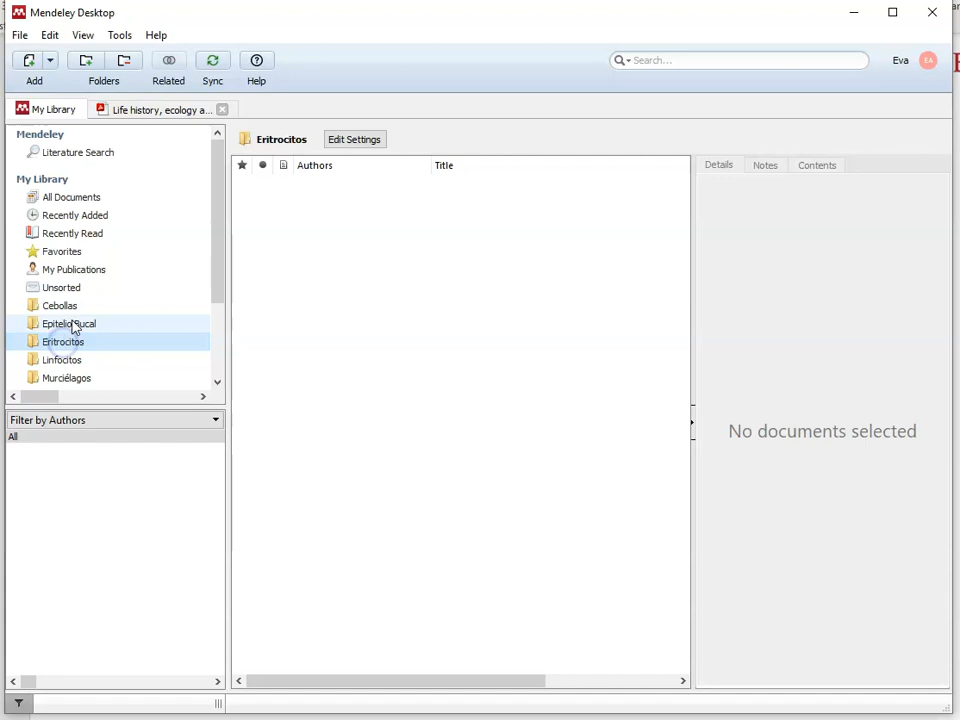 Mendeley Desktop
File Edit View Tools Help
Search...
Eva EA
Add Folders Related Sync Help
My Library Life history, ecology a...
Mendeley
Literature Search
My Library
All Documents
Recently Added
Recently Read
Favorites
My Publications
Unsorted
Cebollas
Epitelio Bucal
Eritrocitos
Linfocitos
Murciélagos
Filter by Authors
All
Eritrocitos Edit Settings
Authors Title
Details Notes Contents
No documents selected